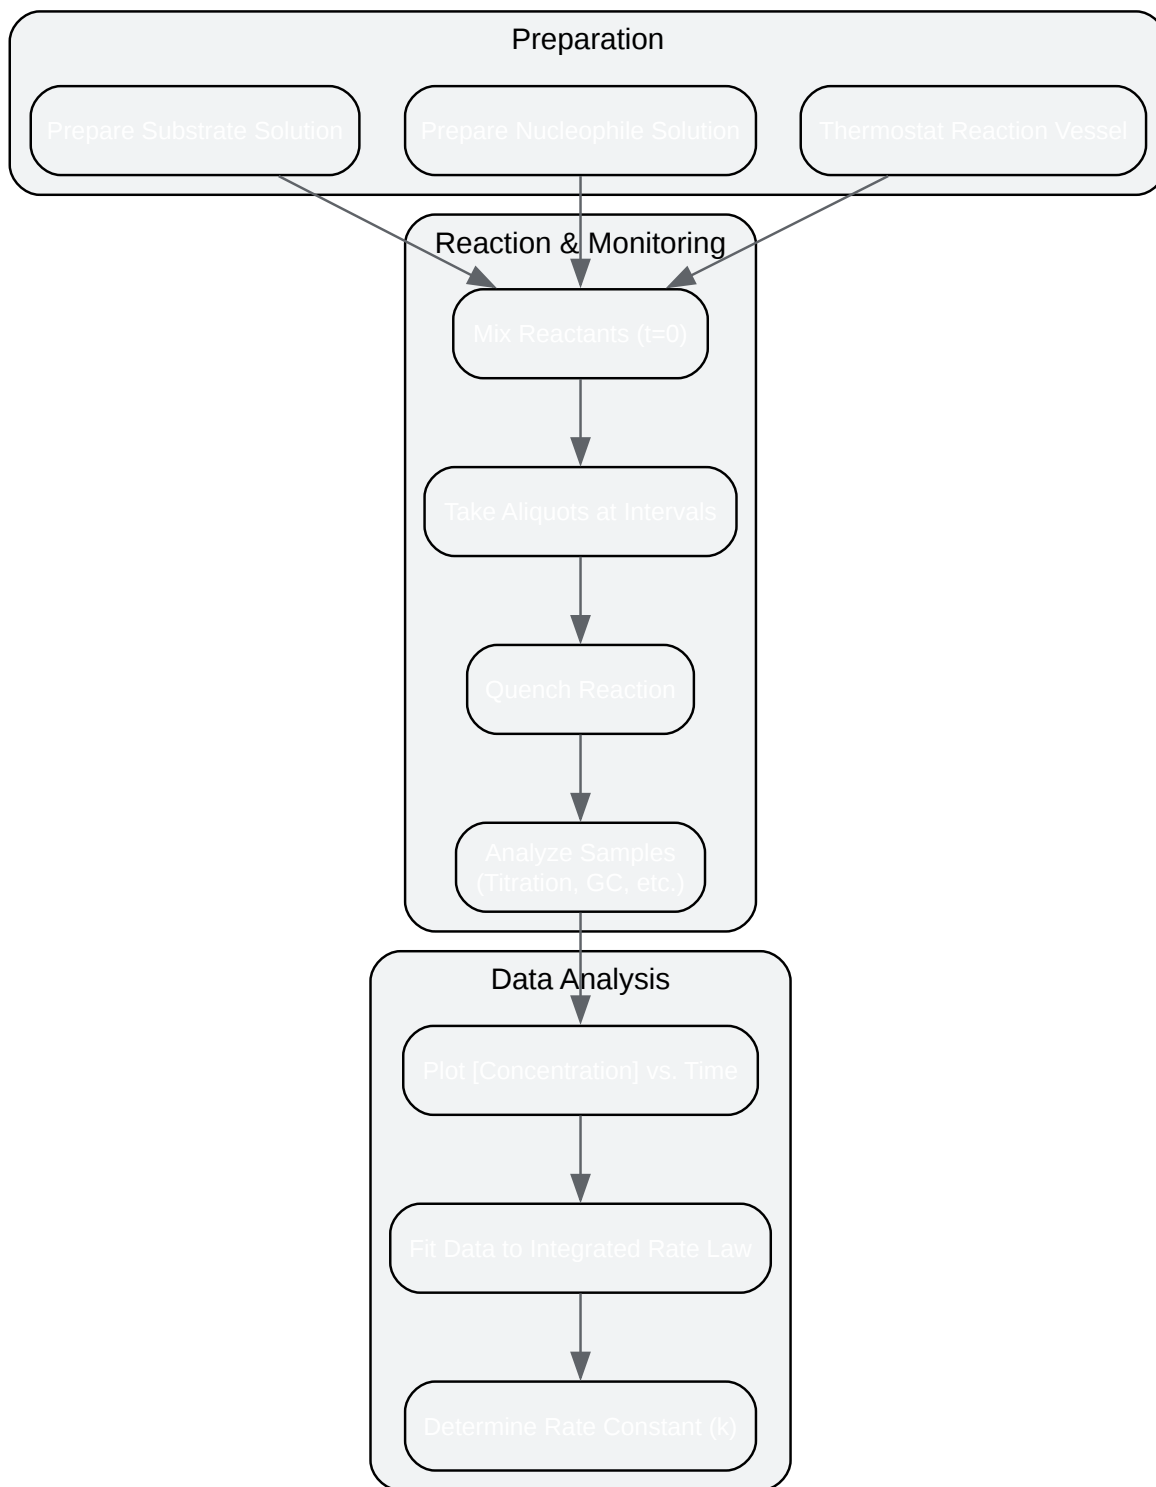 Preparation
Prepare Substrate Solution
Prepare Nucleophile Solution
Thermostat Reaction Vessel
Reaction & Monitoring
Mix Reactants (t=0)
Take Aliquots at Intervals
Quench Reaction
Analyze Samples
(Titration, GC, etc.)
Data Analysis
Plot [Concentration] vs. Time
Fit Data to Integrated Rate Law
Determine Rate Constant (k)